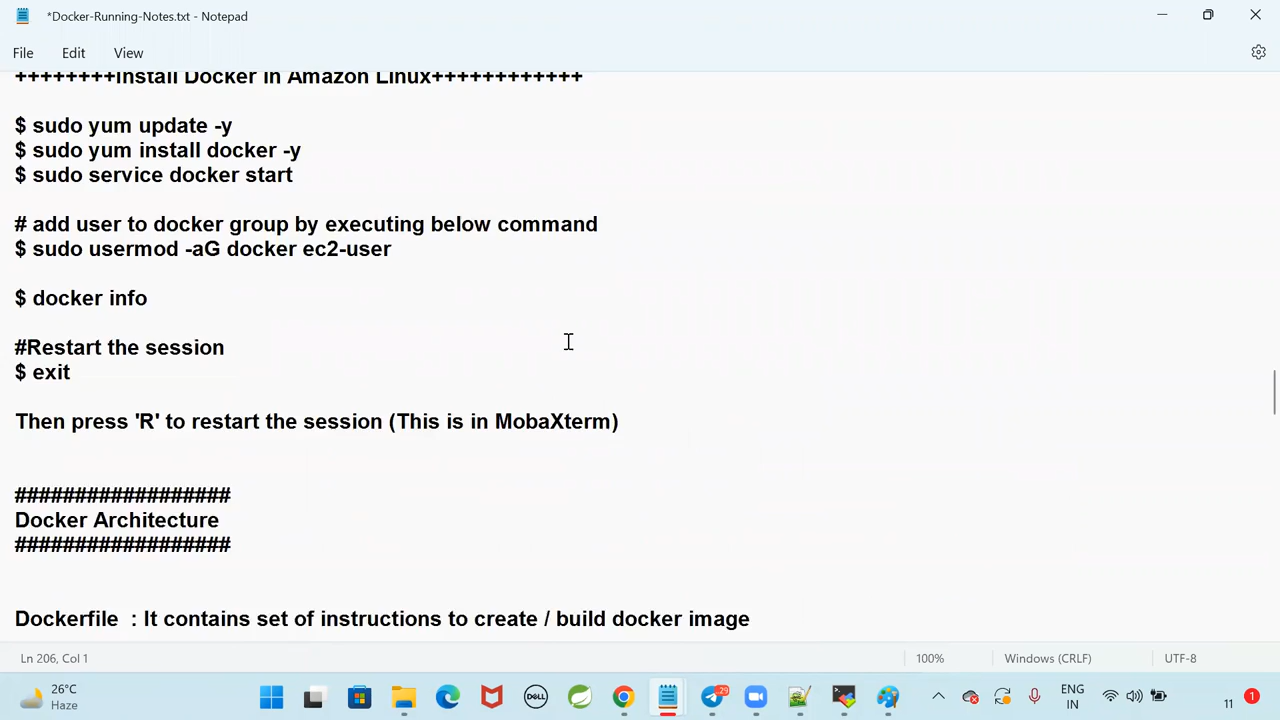 *Docker-Running-Notes.txt - Notepad
File Edit View
++++++++Install Docker in Amazon Linux++++++++++++
$ sudo yum update -y
$ sudo yum install docker -y
$ sudo service docker start
# add user to docker group by executing below command
$ sudo usermod -aG docker ec2-user
$ docker info
#Restart the session
$ exit
Then press 'R' to restart the session (This is in MobaXterm)
##################
Docker Architecture
##################
Dockerfile : It contains set of instructions to create / build docker image
Ln 206, Col 1 100% Windows (CRLF) UTF-8
26°C
Haze
DELL
29
ENG
IN
11
1